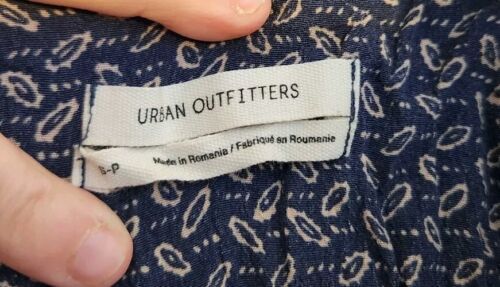 URBAN OUTFITTERS
S-P Made in Romania / Fabriqué en Roumanie